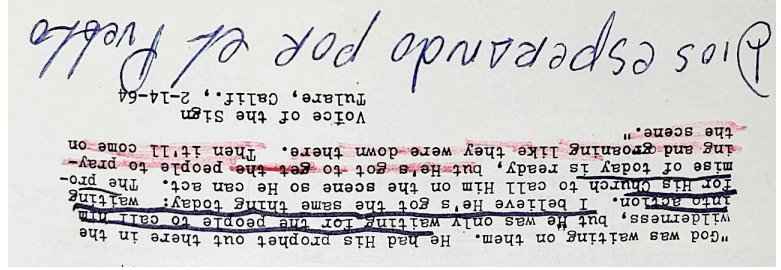 "God was waiting on them. He had His prophet out there in the
wilderness, but He was only waiting for the people to call him
into action. I believe He's got the same thing today: waiting
for His Church to call Him on the scene so He can act. The pro-
mise of today is ready, but He's got to get the people to pray-
ing and groening like they were down there. Then it'll come on
the scene."
Voice of the Sign
Tulare, Calif., 2-14-64
Dios esperando por el Pueblo